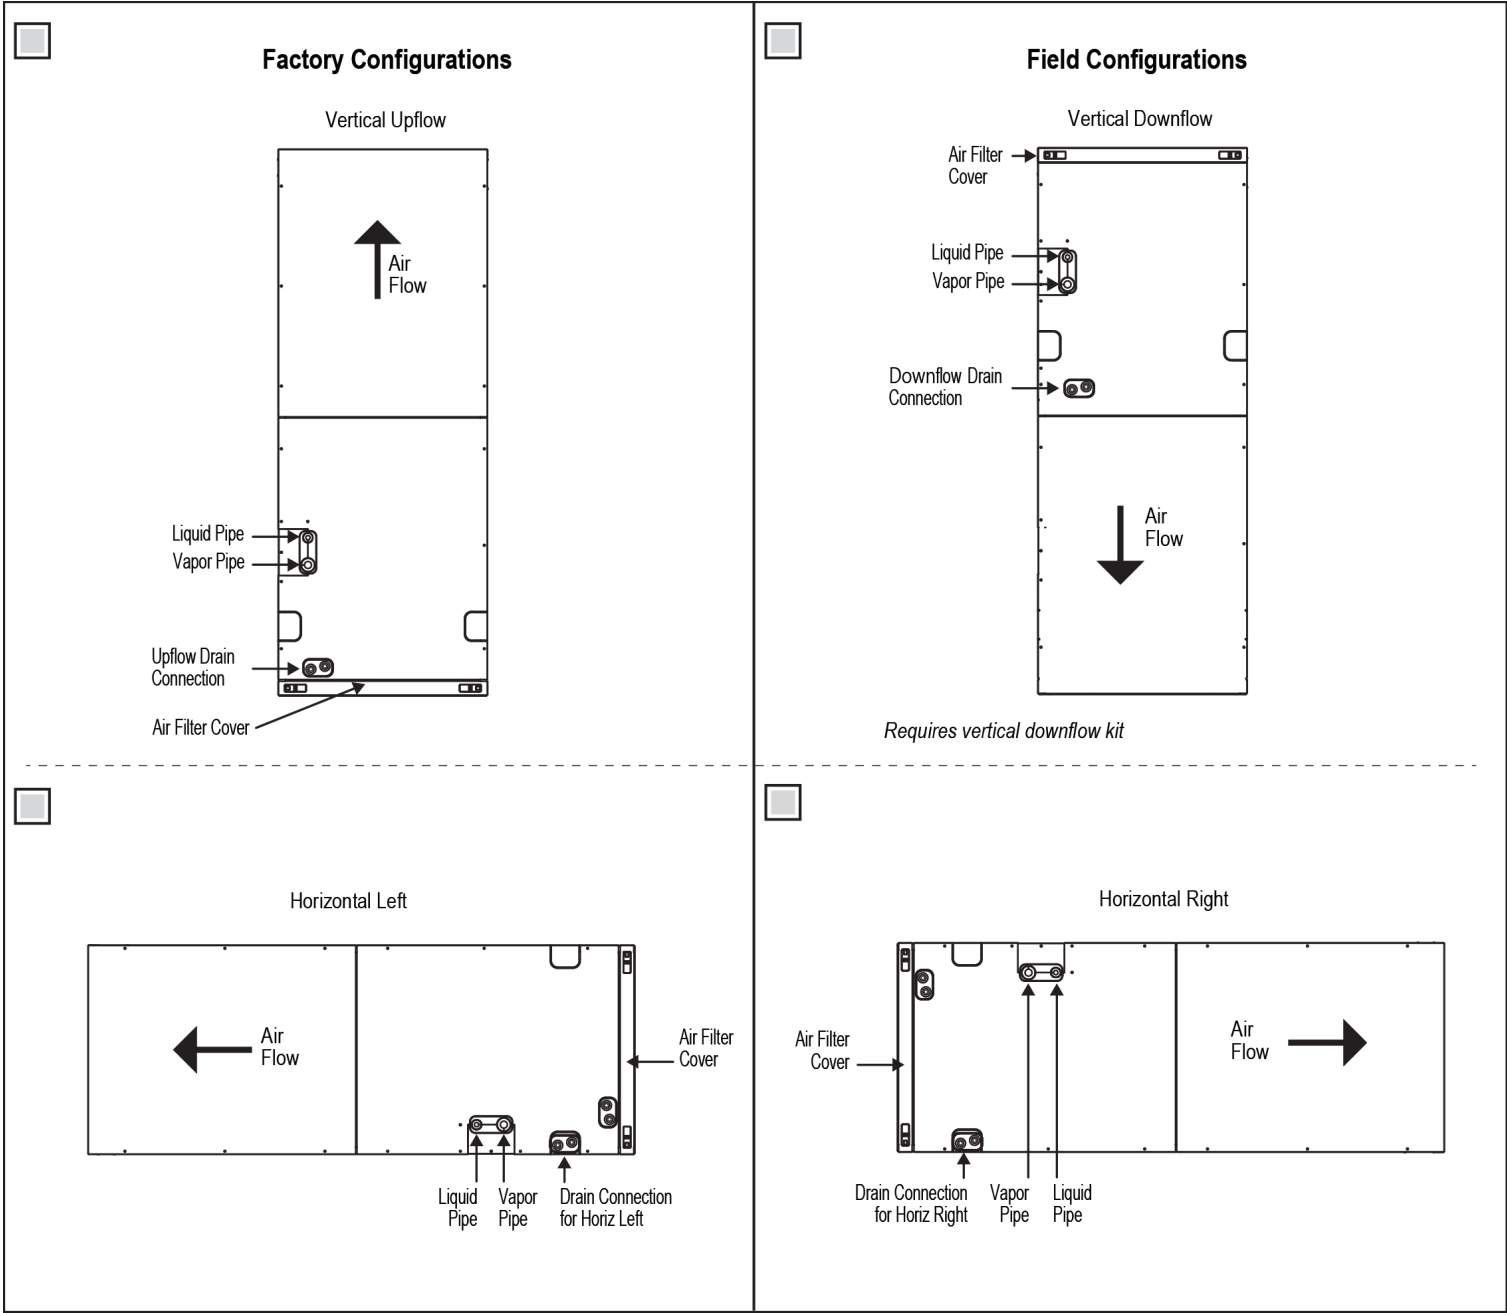 Factory Configurations
Vertical Upflow
Air
Flow
Liquid Pipe
Vapor Pipe
Upflow Drain
Connection
Air Filter Cover
Field Configurations
Vertical Downflow
Air Filter
Cover
Liquid Pipe
Vapor Pipe
Downflow Drain
Connection
Air
Flow
Requires vertical downflow kit
Horizontal Left
Air
Flow
Air Filter
Cover
Liquid
Pipe
Vapor
Pipe
Drain Connection
for Horiz Left
Horizontal Right
Air Filter
Cover
Air
Flow
Drain Connection
for Horiz Right
Vapor
Pipe
Liquid
Pipe